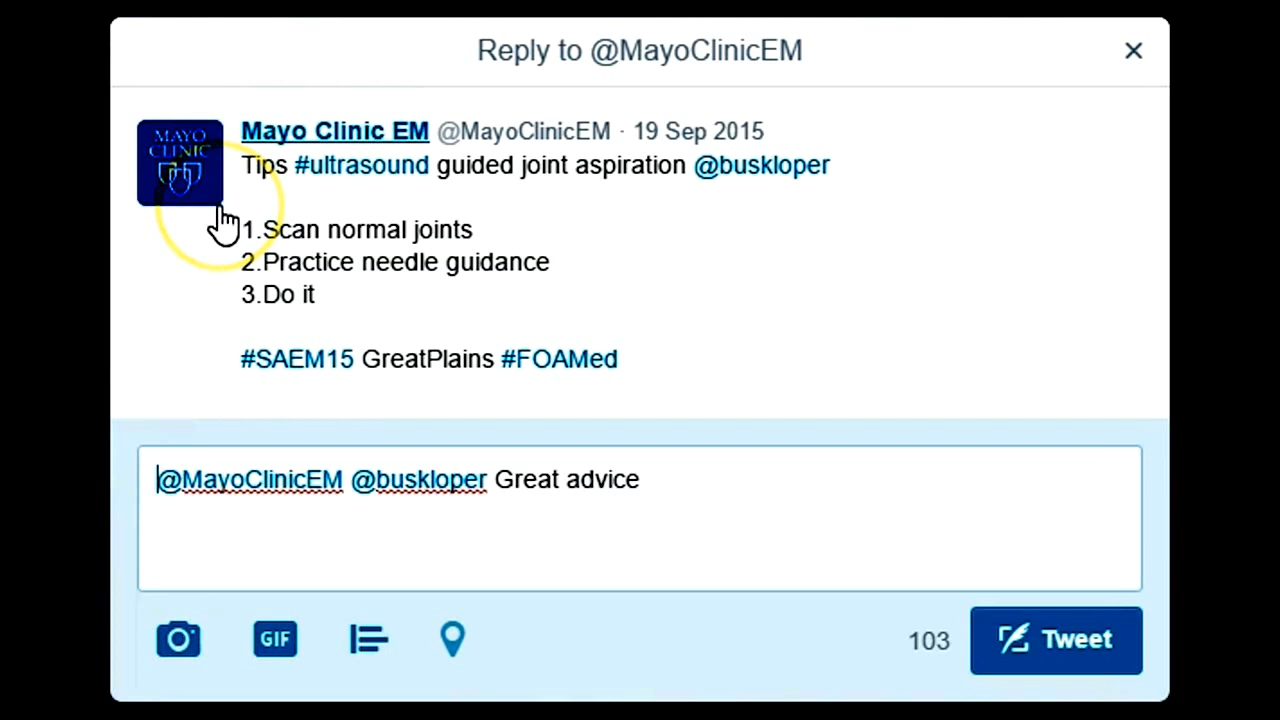 Reply to @MayoClinicEM
MAYO
CLINIC
Mayo Clinic EM @MayoClinicEM · 19 Sep 2015
Tips #ultrasound guided joint aspiration @buskloper
1.Scan normal joints
2.Practice needle guidance
3.Do it
#SAEM15 GreatPlains #FOAMed
@MayoClinicEM @buskloper Great advice
GIF
103
Tweet